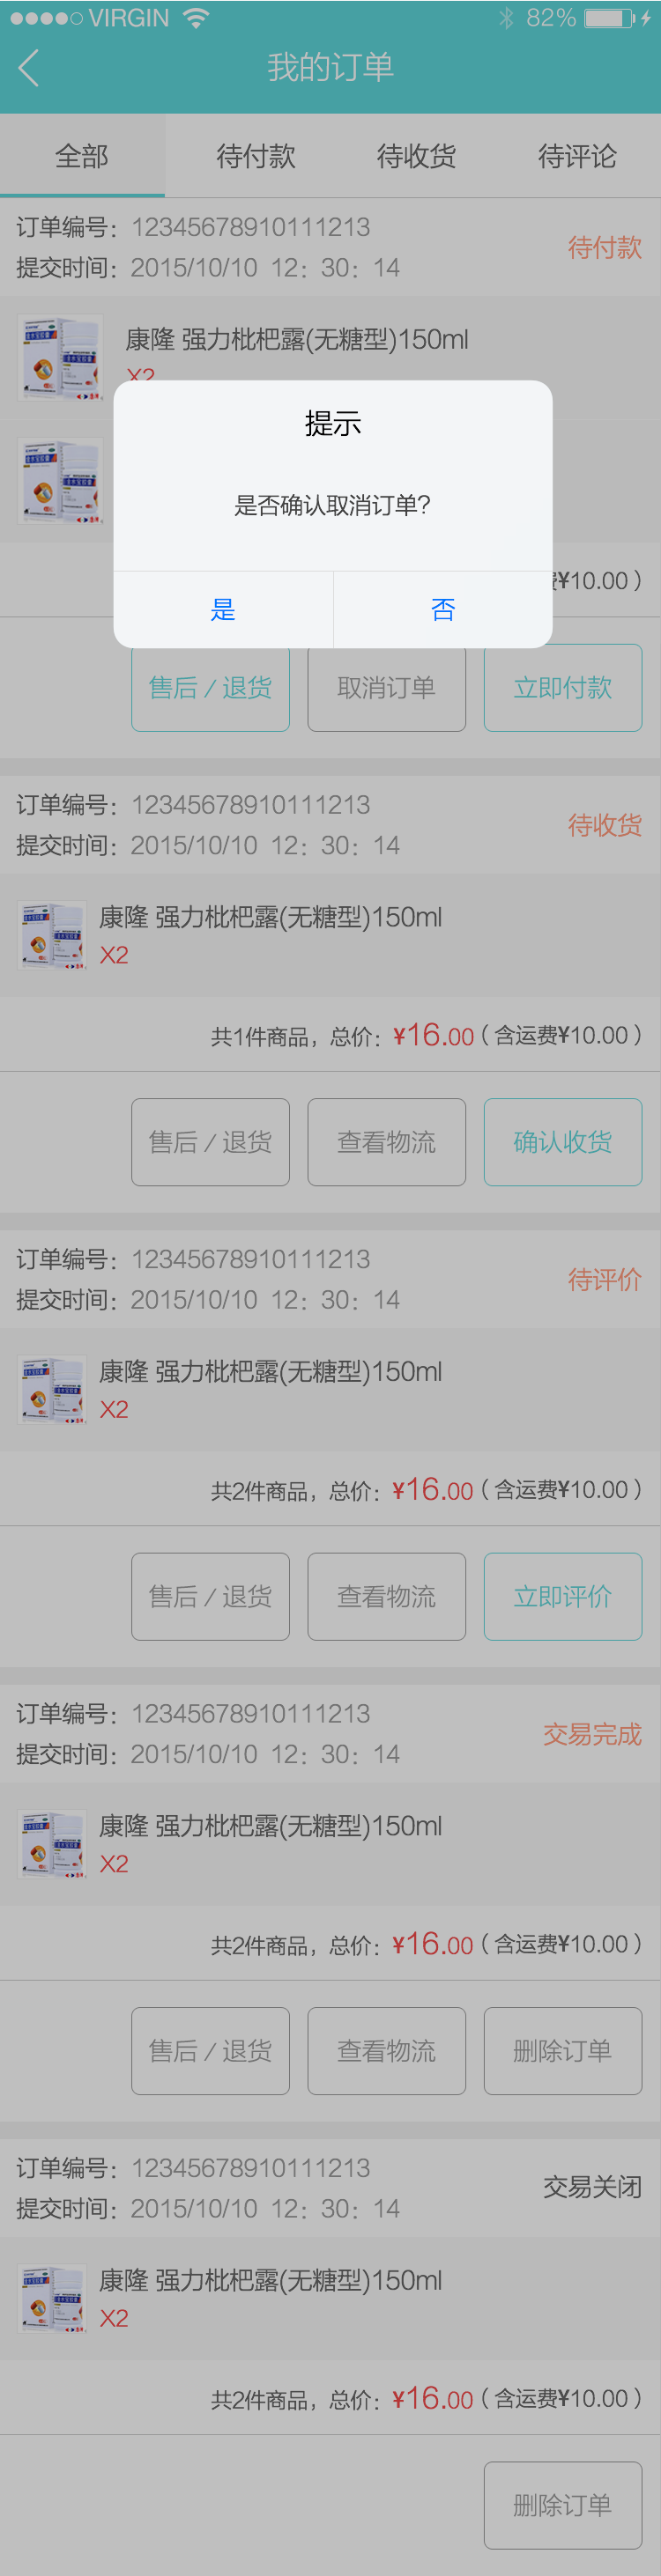 VIRGIN 82%
我的订单
全部 待付款 待收货 待评论
订单编号：12345678910111213
待付款
提交时间：2015/10/10 12：30：14
康隆 强力枇杷露(无糖型)150ml
X2
提示
是否确认取消订单？
¥10.00 )
是 否
售后 / 退货 取消订单 立即付款
订单编号：12345678910111213
待收货
提交时间：2015/10/10 12：30：14
康隆 强力枇杷露(无糖型)150ml
X2
共1件商品，总价：¥16.00 ( 含运费¥10.00 )
售后 / 退货 查看物流 确认收货
订单编号：12345678910111213
待评价
提交时间：2015/10/10 12：30：14
康隆 强力枇杷露(无糖型)150ml
X2
共2件商品，总价：¥16.00 ( 含运费¥10.00 )
售后 / 退货 查看物流 立即评价
订单编号：12345678910111213
交易完成
提交时间：2015/10/10 12：30：14
康隆 强力枇杷露(无糖型)150ml
X2
共2件商品，总价：¥16.00 ( 含运费¥10.00 )
售后 / 退货 查看物流 删除订单
订单编号：12345678910111213
交易关闭
提交时间：2015/10/10 12：30：14
康隆 强力枇杷露(无糖型)150ml
X2
共2件商品，总价：¥16.00 ( 含运费¥10.00 )
删除订单